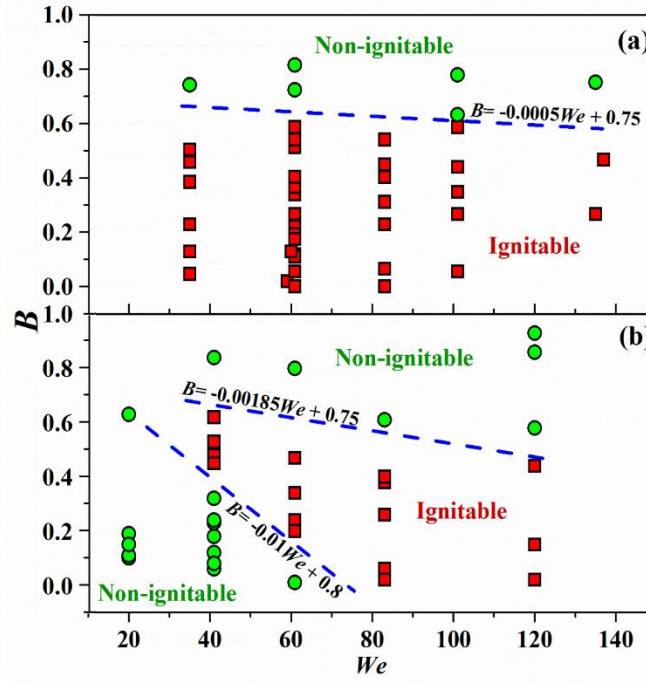 1.0
Non-ignitable
(a)
0.8
B= -0.0005We + 0.75
0.6
0.4
Ignitable
0.2
0.0
B
1.0
Non-ignitable
(b)
0.8
B= -0.00185We + 0.75
0.6
0.4
Ignitable
0.2
B= -0.01We + 0.8
0.0
Non-ignitable
20 40 60 80 100 120 140
We